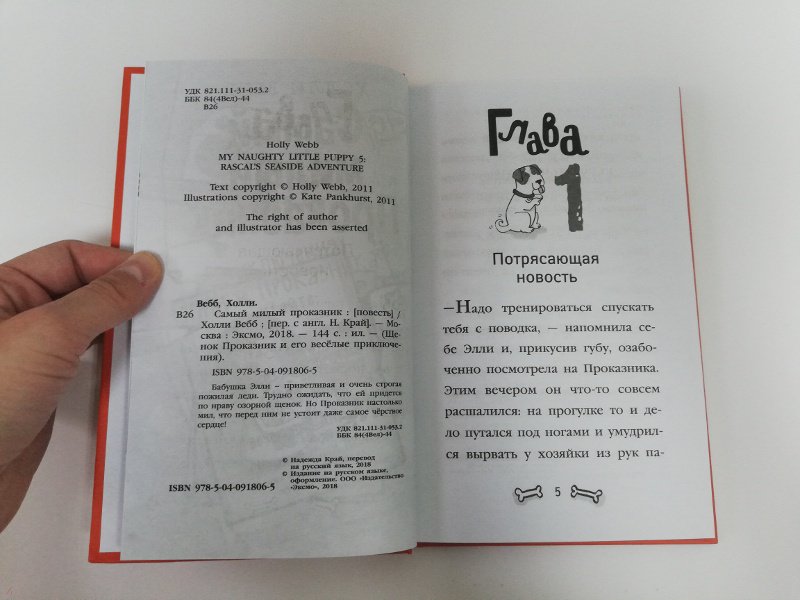 УДК 821.111-31-053.2
ББК 84(4Вел)-44
В26
Holly Webb
MY NAUGHTY LITTLE PUPPY 5:
RASCAL'S SEASIDE ADVENTURE
Text copyright © Holly Webb, 2011
Illustrations copyright © Kate Pankhurst, 2011
The right of author
and illustrator has been asserted
Вебб, Холли.
В26 Самый милый проказник : [повесть] /
Холли Вебб ; [пер. с англ. Н. Край]. — Мо-
сква : Эксмо, 2018. — 144 с. : ил. — (Ще-
нок Проказник и его весёлые приключе-
ния).
ISBN 978-5-04-091806-5
Бабушка Элли – приветливая и очень строгая
пожилая леди. Трудно ожидать, что ей придется
по нраву озорной щенок. Но Проказник настолько
мил, что перед ним не устоит даже самое чёрствое
сердце!
УДК 821.111-31-053.2
ББК 84(4Вел)-44
© Надежда Край, перевод
на русский язык, 2018
© Издание на русском языке,
оформление. ООО «Издательство
«Эксмо», 2018
ISBN 978-5-04-091806-5
Глава
1
Потрясающая
новость
—Надо тренироваться спускать
тебя с поводка, — напомнила се-
бе Элли и, прикусив губу, озабо-
ченно посмотрела на Проказника.
Этим вечером он что-то совсем
расшалился: на прогулке то и де-
ло путался под ногами и умудрил-
ся вырвать у хозяйки из рук па-
5